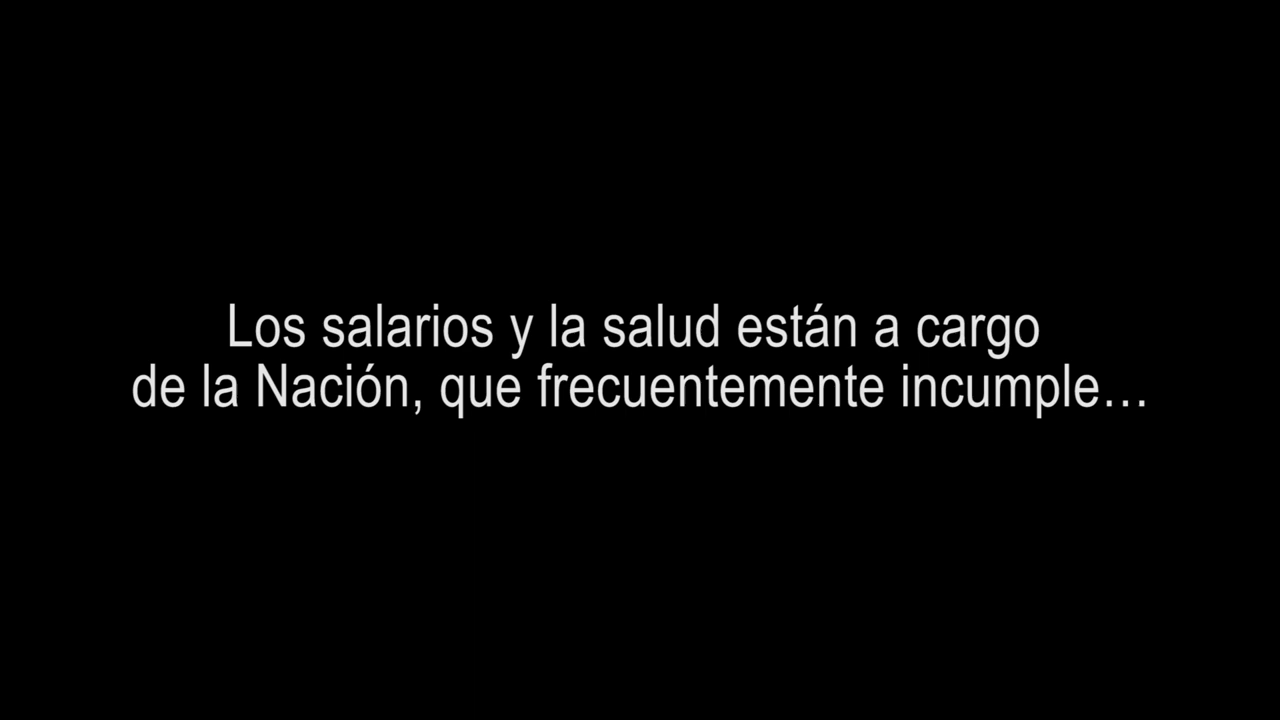 Los salarios y la salud están a cargo
de la Nación, que frecuentemente incumple…